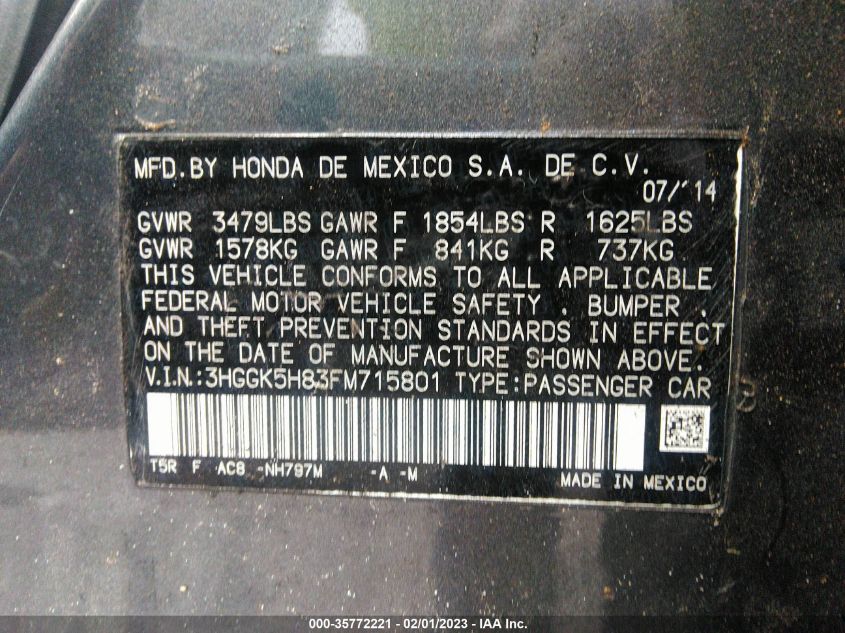 MFD.BY HONDA DE MEXICO S.A. DE C.V.
07/'14
GVWR 3479LBS GAWR F 1854LBS R 1625LBS
GVWR 1578KG GAWR F 841KG R 737KG
THIS VEHICLE CONFORMS TO ALL APPLICABLE
FEDERAL MOTOR VEHICLE SAFETY , BUMPER ,
AND THEFT PREVENTION STANDARDS IN EFFECT
ON THE DATE OF MANUFACTURE SHOWN ABOVE.
V.I.N.:3HGGK5H83FM715801 TYPE:PASSENGER CAR
T5R F AC8 -NH797M -A -M
MADE IN MEXICO
000-35772221 - 02/01/2023 - IAA Inc.